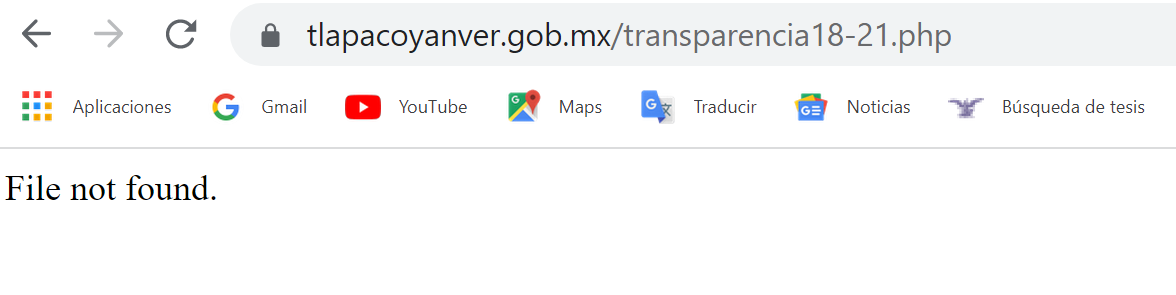 tlapacoyanver.gob.mx/transparencia18-21.php
Aplicaciones Gmail YouTube Maps Traducir Noticias Búsqueda de tesis
File not found.